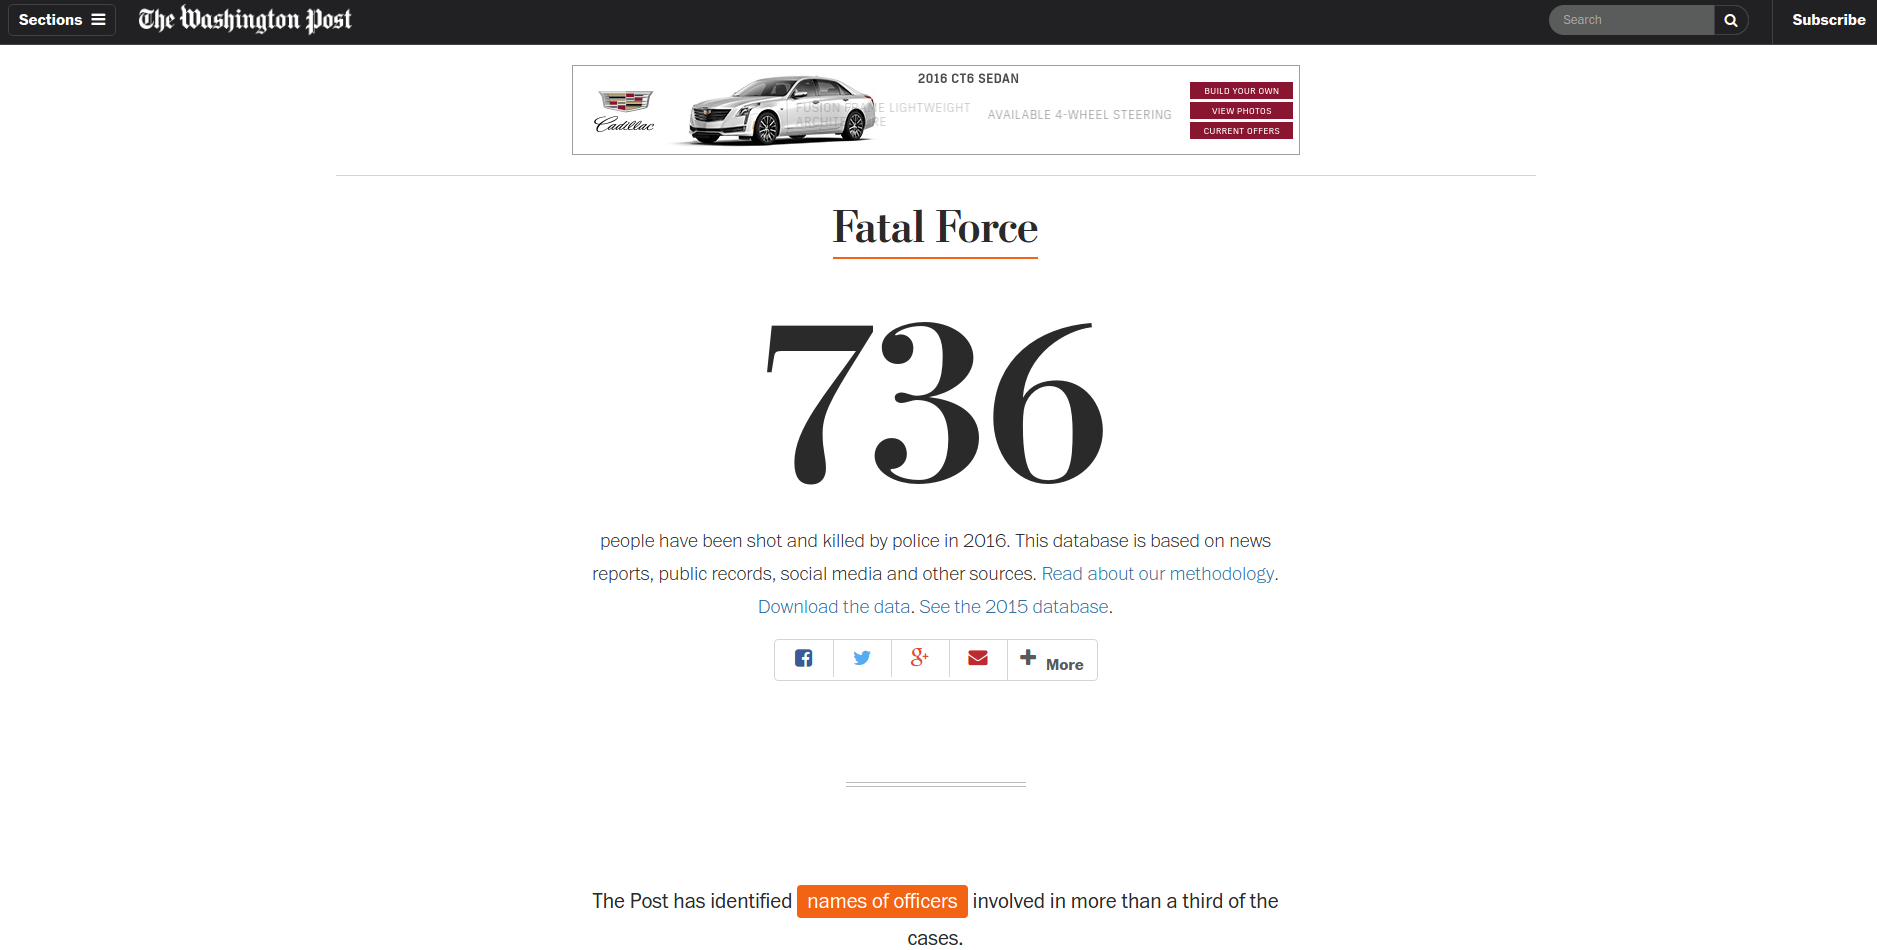 Sections
The Washington Post
Search
Subscribe
2016 CT6 SEDAN
Cadillac
FUSION FRAME LIGHTWEIGHT
ARCHITECTURE
AVAILABLE 4-WHEEL STEERING
BUILD YOUR OWN
VIEW PHOTOS
CURRENT OFFERS
Fatal Force
736
people have been shot and killed by police in 2016. This database is based on news
reports, public records, social media and other sources. Read about our methodology.
Download the data. See the 2015 database.
g+
More
The Post has identified names of officers involved in more than a third of the
cases.